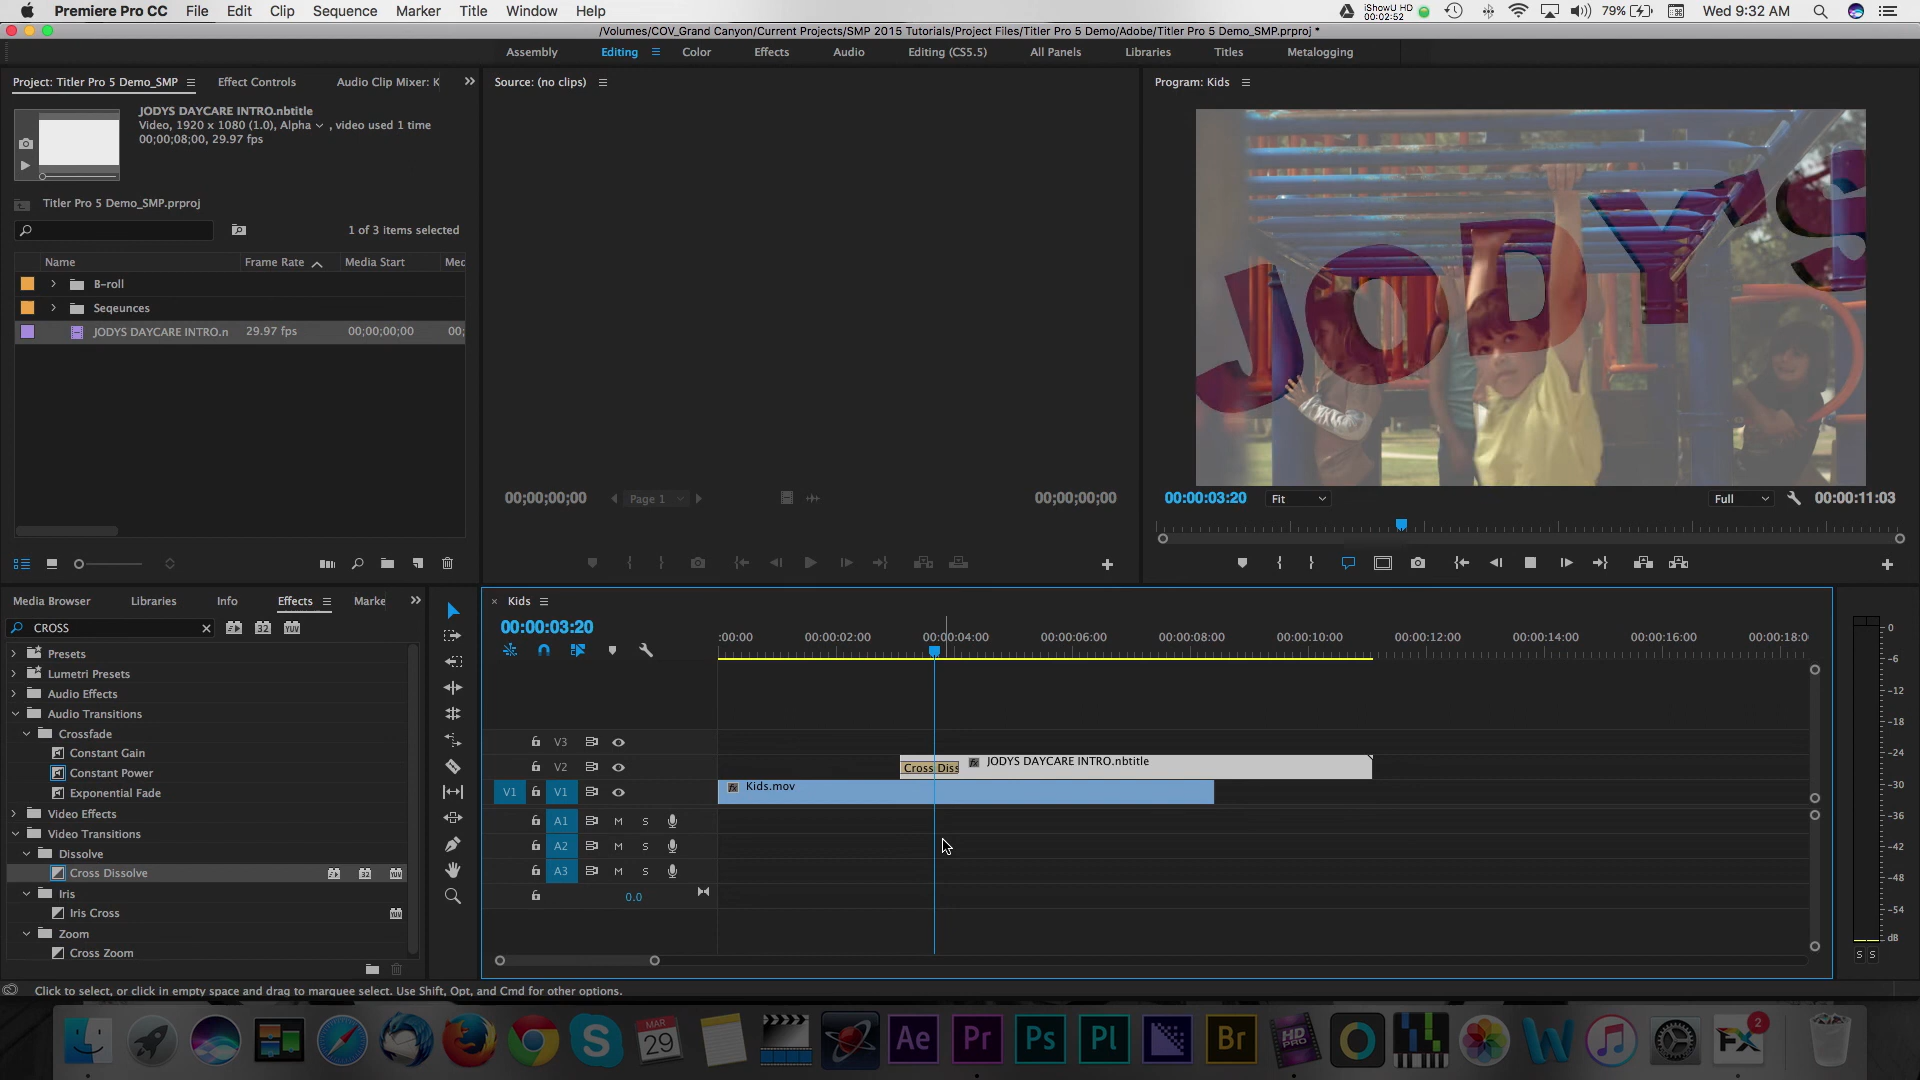 Premiere Pro CC File Edit Clip Sequence Marker Title Window Help iShowU HD 00:02:52 79% Wed 9:32 AM
/Volumes/COV_Grand Canyon/Current Projects/SMP 2015 Tutorials/Project Files/Titler Pro 5 Demo/Adobe/Titler Pro 5 Demo_SMP.prproj *
Assembly Editing Color Effects Audio Editing (CS5.5) All Panels Libraries Titles Metalogging
Project: Titler Pro 5 Demo_SMP Effect Controls Audio Clip Mixer: K
Source: (no clips)
Program: Kids
JODYS DAYCARE INTRO.nbtitle
Video, 1920 x 1080 (1.0), Alpha , video used 1 time
00;00;08;00, 29.97 fps
Titler Pro 5 Demo_SMP.prproj
1 of 3 items selected
Name Frame Rate Media Start Med
B-roll
Seqeunces
JODYS DAYCARE INTRO.n 29.97 fps 00;00;00;00 00;
JODY'S
00;00;00;00 Page 1 00;00;00;00
00:00:03:20 Fit Full 00:00:11:03
Media Browser Libraries Info Effects Marke
CROSS 32 YUV
Presets
Lumetri Presets
Audio Effects
Audio Transitions
Crossfade
Constant Gain
Constant Power
Exponential Fade
Video Effects
Video Transitions
Dissolve
Cross Dissolve
Iris
Iris Cross
Zoom
Cross Zoom
Kids
00:00:03:20
:00:00 00:00:02:00 00:00:04:00 00:00:06:00 00:00:08:00 00:00:10:00 00:00:12:00 00:00:14:00 00:00:16:00 00:00:18:0
V3
V2 Cross Diss JODYS DAYCARE INTRO.nbtitle
V1 V1 Kids.mov
A1 M S
A2 M S
A3 M S
0.0
0
-6
-12
-18
-24
-30
-36
-42
-48
-54
dB
S S
Click to select, or click in empty space and drag to marquee select. Use Shift, Opt, and Cmd for other options.
MAR 29 Ae Pr Ps Pl Br HD PRO W FX 2